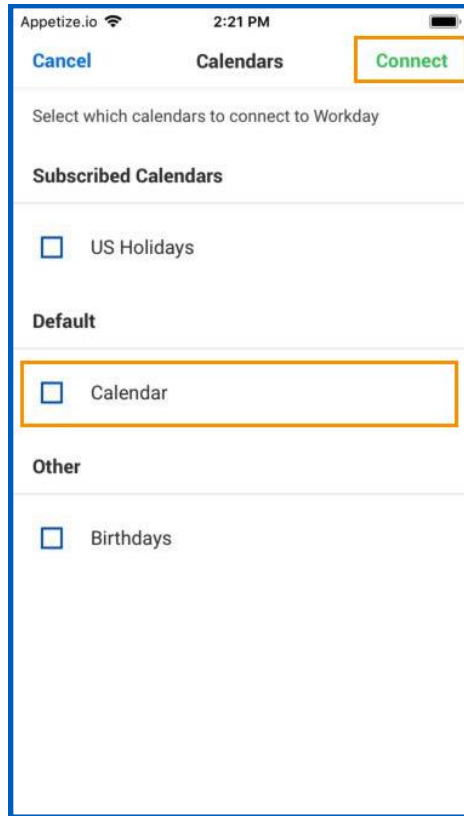 Appetize.io 2:21 PM
Cancel Calendars Connect
Select which calendars to connect to Workday
Subscribed Calendars
US Holidays
Default
Calendar
Other
Birthdays